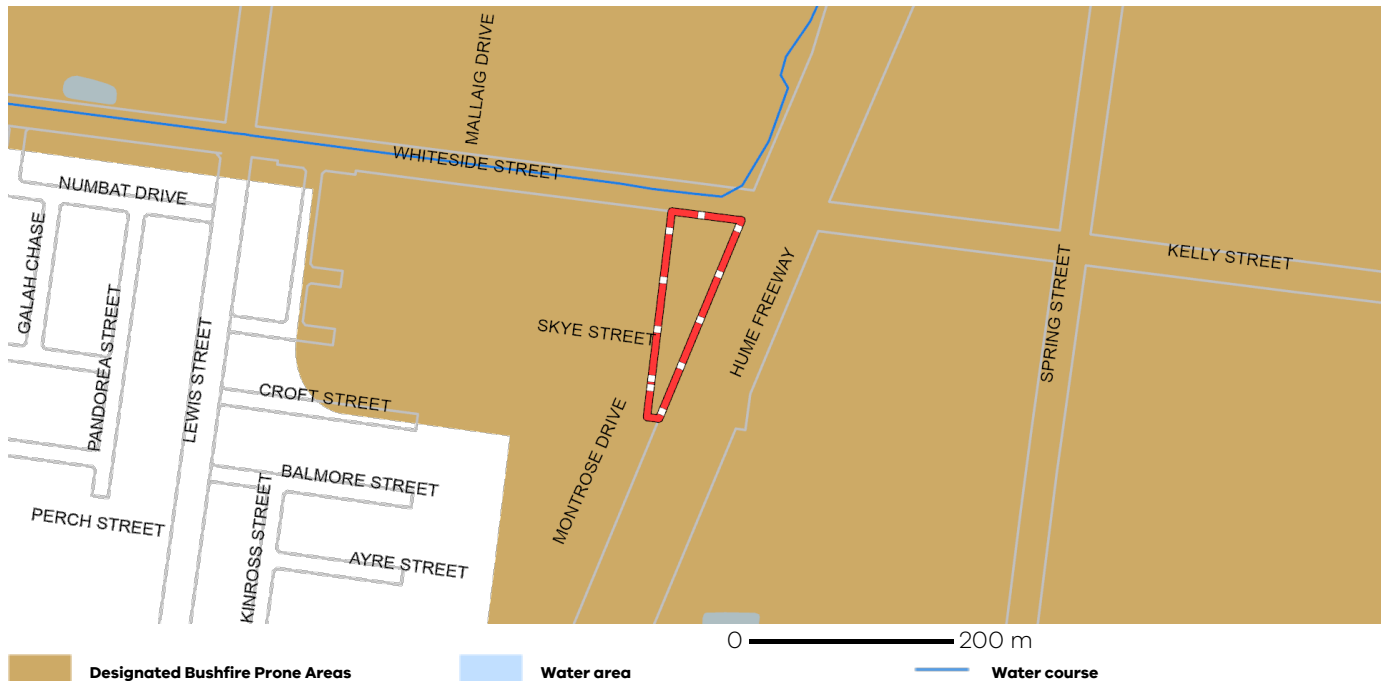 MALLAIG DRIVE
WHITESIDE STREET
NUMBAT DRIVE
GALAH CHASE
KELLY STREET
HUME FREEWAY
SPRING STREET
PANDOREA STREET
SKYE STREET
LEWIS STREET
CROFT STREET
MONTROSE DRIVE
BALMORE STREET
PERCH STREET
KINROSS STREET
AYRE STREET
0 200 m
Designated Bushfire Prone Areas
Water area
Water course